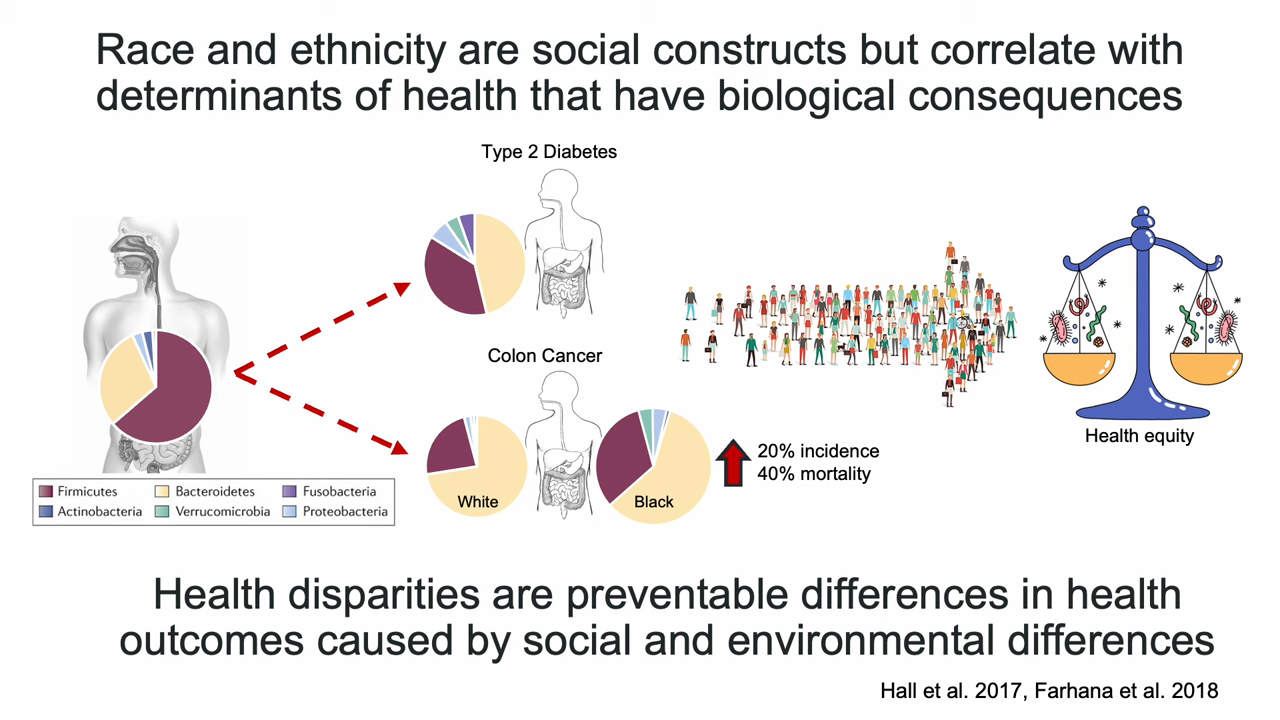 Race and ethnicity are social constructs but correlate with
determinants of health that have biological consequences
Type 2 Diabetes
Colon Cancer
White
Black
20% incidence
40% mortality
Health equity
Firmicutes
Bacteroidetes
Fusobacteria
Actinobacteria
Verrucomicrobia
Proteobacteria
Health disparities are preventable differences in health
outcomes caused by social and environmental differences
Hall et al. 2017, Farhana et al. 2018